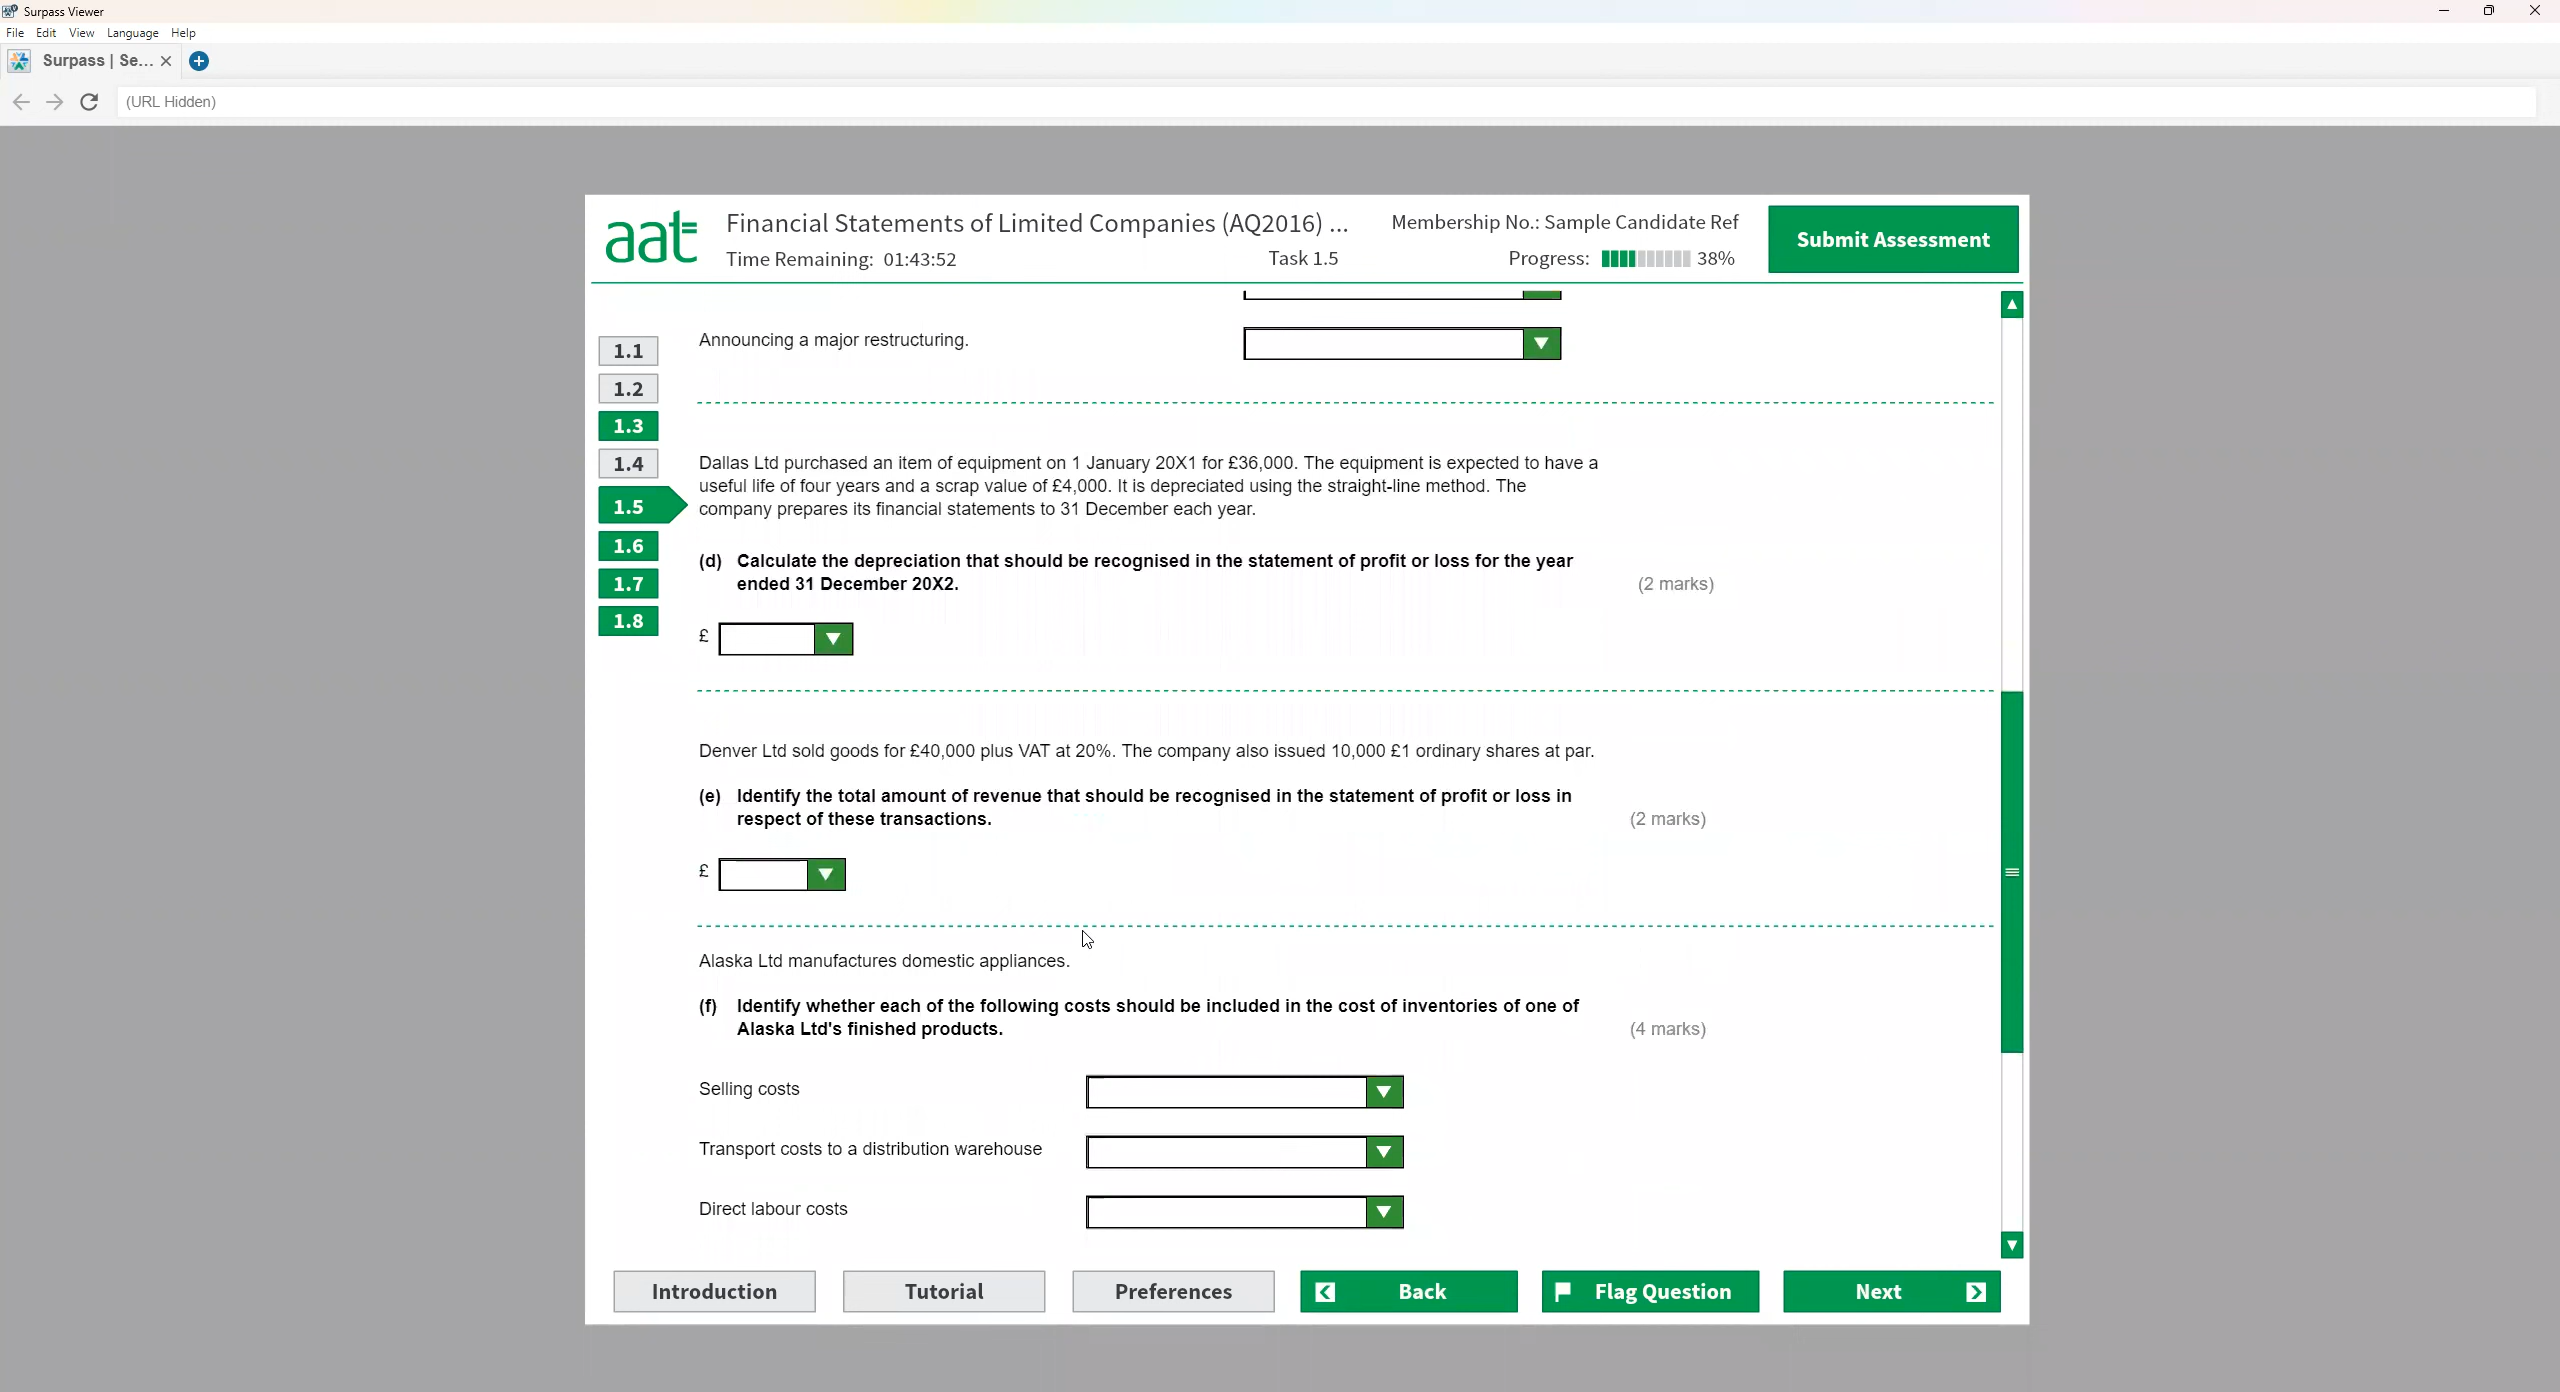 Surpass Viewer
File Edit View Language Help
Surpass | Se...
(URL Hidden)
aat
Financial Statements of Limited Companies (AQ2016) ...
Membership No.: Sample Candidate Ref
Submit Assessment
Time Remaining: 01:43:52
Task 1.5
Progress: 38%
Announcing a major restructuring.
1.1
1.2
1.3
1.4
1.5
1.6
1.7
1.8
Dallas Ltd purchased an item of equipment on 1 January 20X1 for £36,000. The equipment is expected to have a
useful life of four years and a scrap value of £4,000. It is depreciated using the straight-line method. The
company prepares its financial statements to 31 December each year.
(d) Calculate the depreciation that should be recognised in the statement of profit or loss for the year
ended 31 December 20X2. (2 marks)
£
Denver Ltd sold goods for £40,000 plus VAT at 20%. The company also issued 10,000 £1 ordinary shares at par.
(e) Identify the total amount of revenue that should be recognised in the statement of profit or loss in
respect of these transactions. (2 marks)
£
Alaska Ltd manufactures domestic appliances.
(f) Identify whether each of the following costs should be included in the cost of inventories of one of
Alaska Ltd's finished products. (4 marks)
Selling costs
Transport costs to a distribution warehouse
Direct labour costs
Introduction Tutorial Preferences Back Flag Question Next